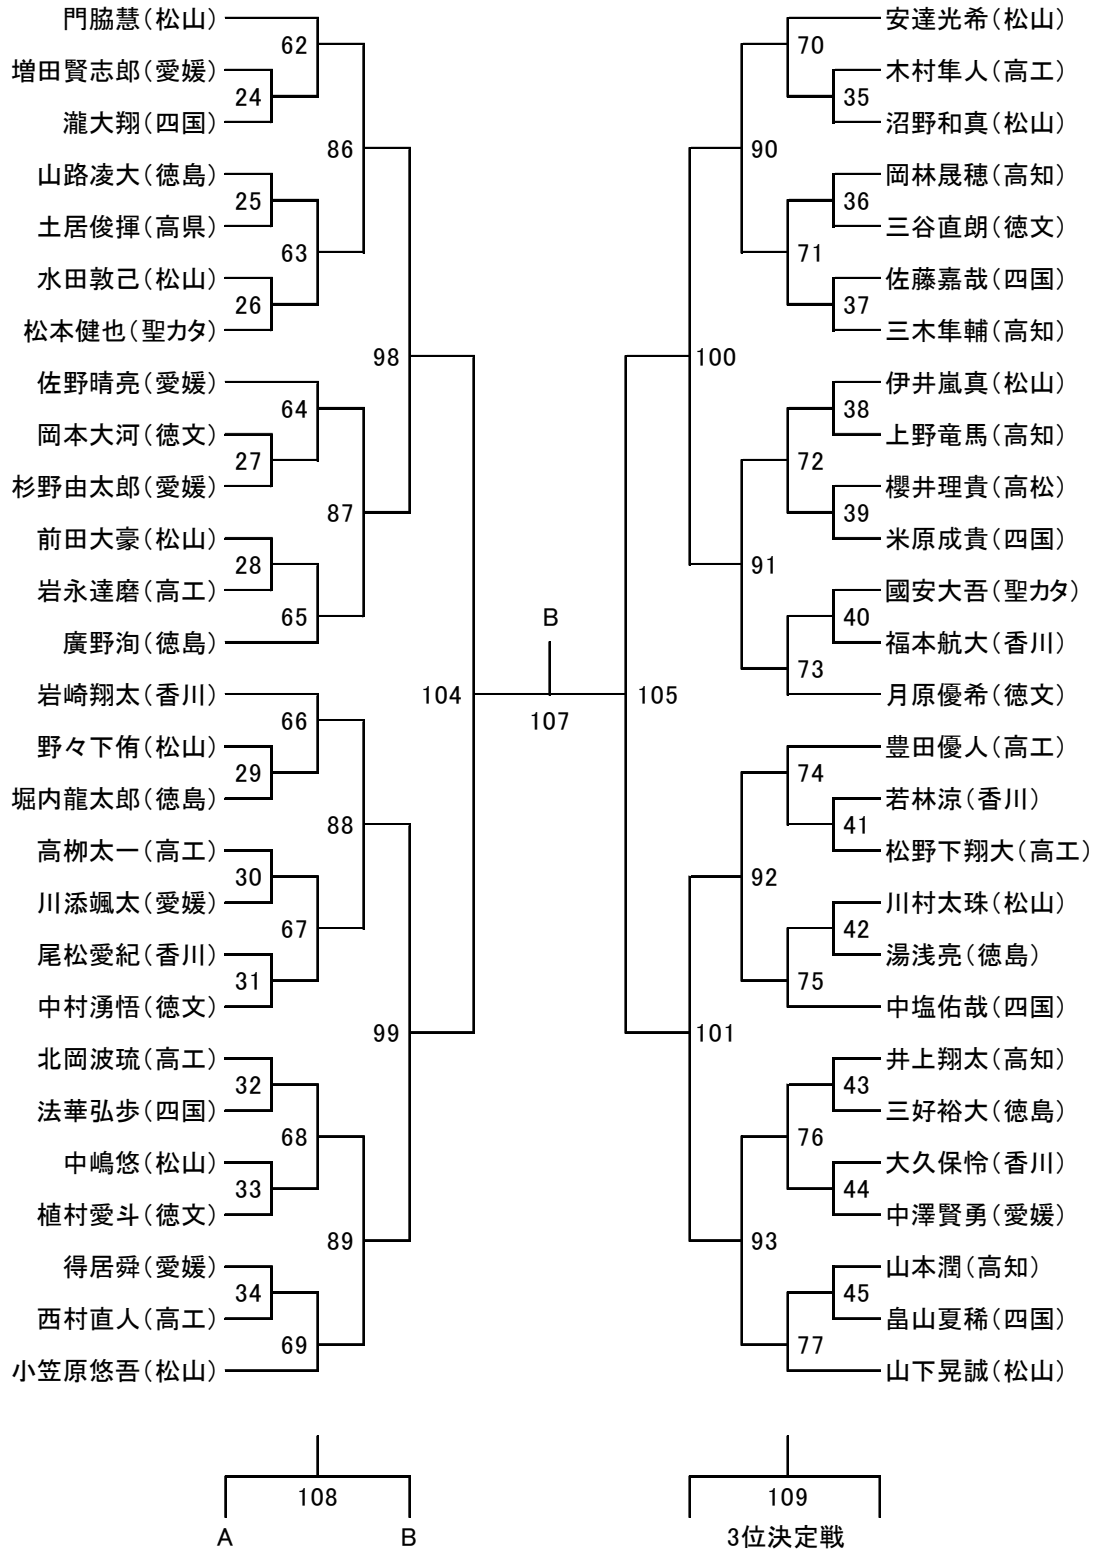 門脇慧(松山)
増田賢志郎(愛媛)
瀧大翔(四国)
山路凌大(徳島)
土居俊揮(高県)
水田敦己(松山)
松本健也(聖カタ)
佐野晴亮(愛媛)
岡本大河(徳文)
杉野由太郎(愛媛)
前田大豪(松山)
岩永達磨(高工)
廣野洵(徳島)
岩崎翔太(香川)
野々下侑(松山)
堀内龍太郎(徳島)
高栁太一(高工)
川添颯太(愛媛)
尾松愛紀(香川)
中村湧悟(徳文)
北岡波琉(高工)
法華弘歩(四国)
中嶋悠(松山)
植村愛斗(徳文)
得居舜(愛媛)
西村直人(高工)
小笠原悠吾(松山)
24
25
26
27
28
29
30
31
32
33
34
62
63
64
65
66
67
68
69
86
87
88
89
98
99
104
B
107
105
100
101
90
91
92
93
70
71
72
73
74
75
76
77
35
36
37
38
39
40
41
42
43
44
45
安達光希(松山)
木村隼人(高工)
沼野和真(松山)
岡林晟穂(高知)
三谷直朗(徳文)
佐藤嘉哉(四国)
三木隼輔(高知)
伊井嵐真(松山)
上野竜馬(高知)
櫻井理貴(高松)
米原成貴(四国)
國安大吾(聖カタ)
福本航大(香川)
月原優希(徳文)
豊田優人(高工)
若林涼(香川)
松野下翔大(高工)
川村太珠(松山)
湯浅亮(徳島)
中塩佑哉(四国)
井上翔太(高知)
三好裕大(徳島)
大久保怜(香川)
中澤賢勇(愛媛)
山本潤(高知)
畠山夏稀(四国)
山下晃誠(松山)
108
A
B
109
3位決定戦